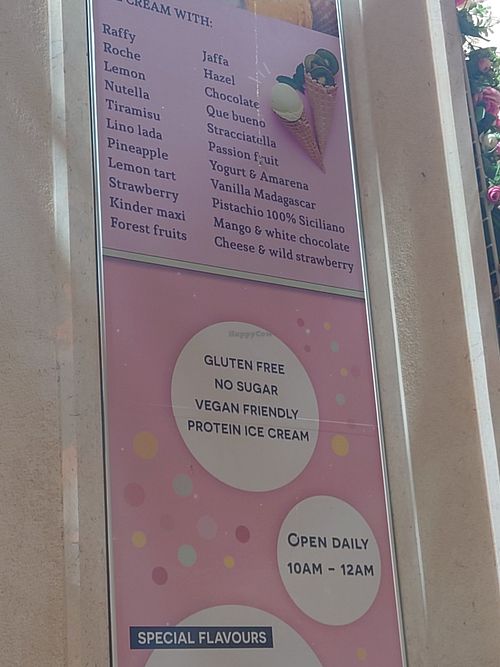 CREAM WITH:
Raffy
Roche
Lemon
Nutella
Tiramisu
Lino lada
Pineapple
Lemon tart
Strawberry
Kinder maxi
Forest fruits
Jaffa
Hazel
Chocolate
Que bueno
Stracciatella
Passion fruit
Yogurt & Amarena
Vanilla Madagascar
Pistachio 100% Siciliano
Mango & white chocolate
Cheese & wild strawberry
HappyCow
GLUTEN FREE
NO SUGAR
VEGAN FRIENDLY
PROTEIN ICE CREAM
OPEN DAILY
10AM - 12AM
SPECIAL FLAVOURS